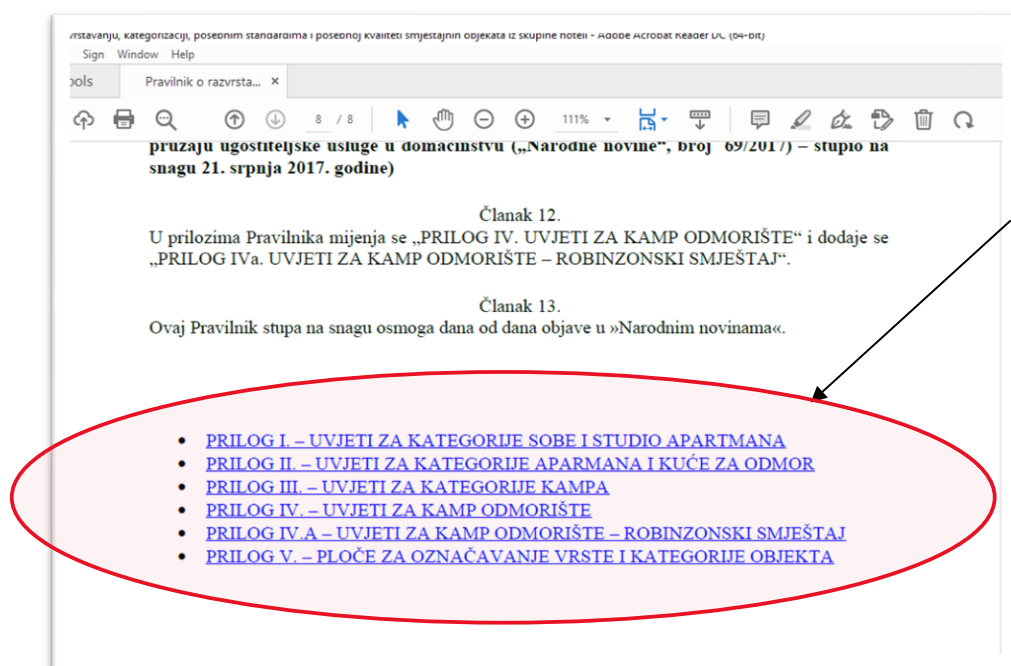 vrstavanju, kategorizaciji, posebnim standardima i posebnoj kvaliteti smještajnih objekata iz skupine hoteli - Adobe Acrobat Reader DC (64-bit)
Sign Window Help
ools Pravilnik o razvrsta... ×
8 / 8 111%
pružaju ugostiteljske usluge u domaćinstvu („Narodne novine“, broj 69/2017) – stupio na
snagu 21. srpnja 2017. godine)
Članak 12.
U prilozima Pravilnika mijenja se „PRILOG IV. UVJETI ZA KAMP ODMORIŠTE“ i dodaje se
„PRILOG IVa. UVJETI ZA KAMP ODMORIŠTE – ROBINZONSKI SMJEŠTAJ“.
Članak 13.
Ovaj Pravilnik stupa na snagu osmoga dana od dana objave u »Narodnim novinama«.
• PRILOG I. – UVJETI ZA KATEGORIJE SOBE I STUDIO APARTMANA
• PRILOG II. – UVJETI ZA KATEGORIJE APARMANA I KUĆE ZA ODMOR
• PRILOG III. – UVJETI ZA KATEGORIJE KAMPA
• PRILOG IV. – UVJETI ZA KAMP ODMORIŠTE
• PRILOG IV.A – UVJETI ZA KAMP ODMORIŠTE – ROBINZONSKI SMJEŠTAJ
• PRILOG V. – PLOČE ZA OZNAČAVANJE VRSTE I KATEGORIJE OBJEKTA